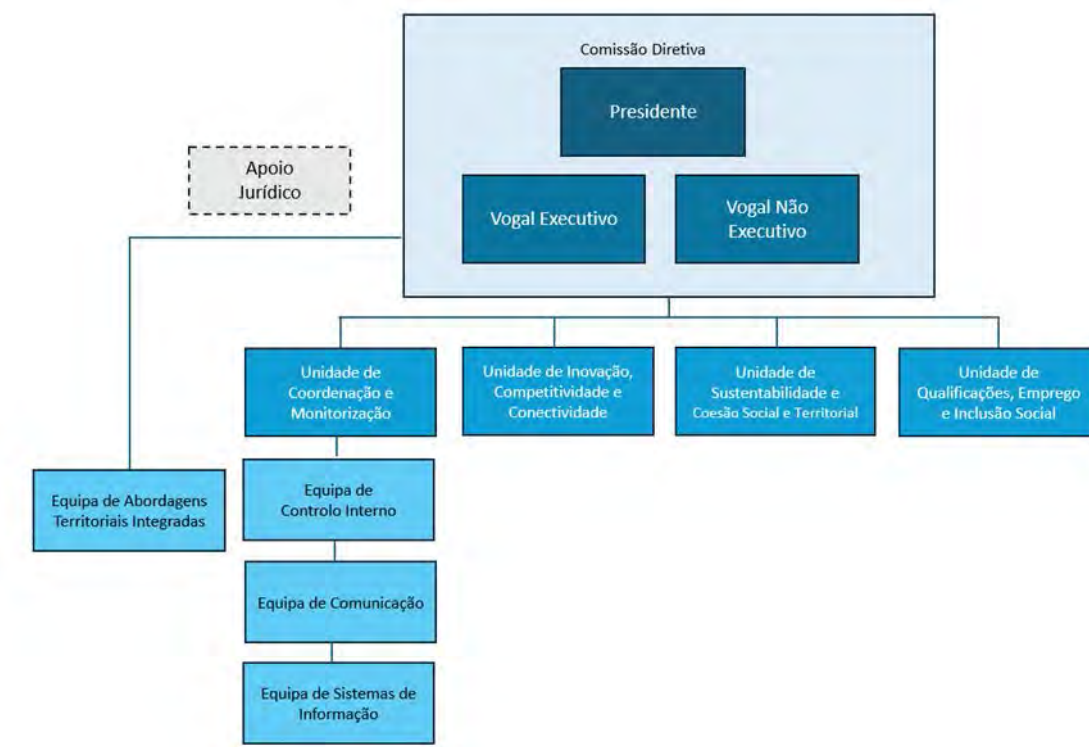 Comissão Diretiva
Presidente
Apoio
Jurídico
Vogal Executivo
Vogal Não
Executivo
Unidade de
Coordenação e
Monitorização
Unidade de Inovação,
Competitividade e
Conectividade
Unidade de
Sustentabilidade e
Coesão Social e Territorial
Unidade de
Qualificações, Emprego
e Inclusão Social
Equipa de Abordagens
Territoriais Integradas
Equipa de
Controlo Interno
Equipa de Comunicação
Equipa de Sistemas de
Informação